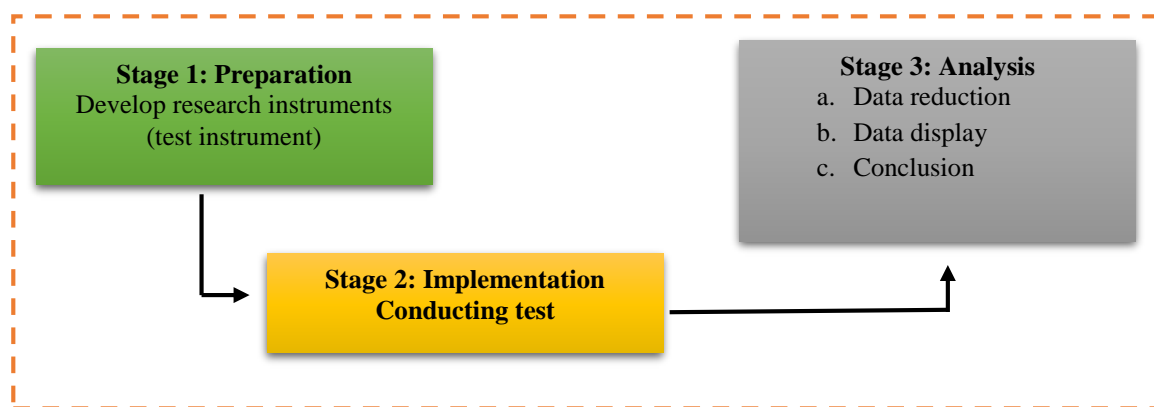 Stage 1: Preparation
Develop research instruments
(test instrument)
Stage 2: Implementation
Conducting test
Stage 3: Analysis
a. Data reduction
b. Data display
c. Conclusion